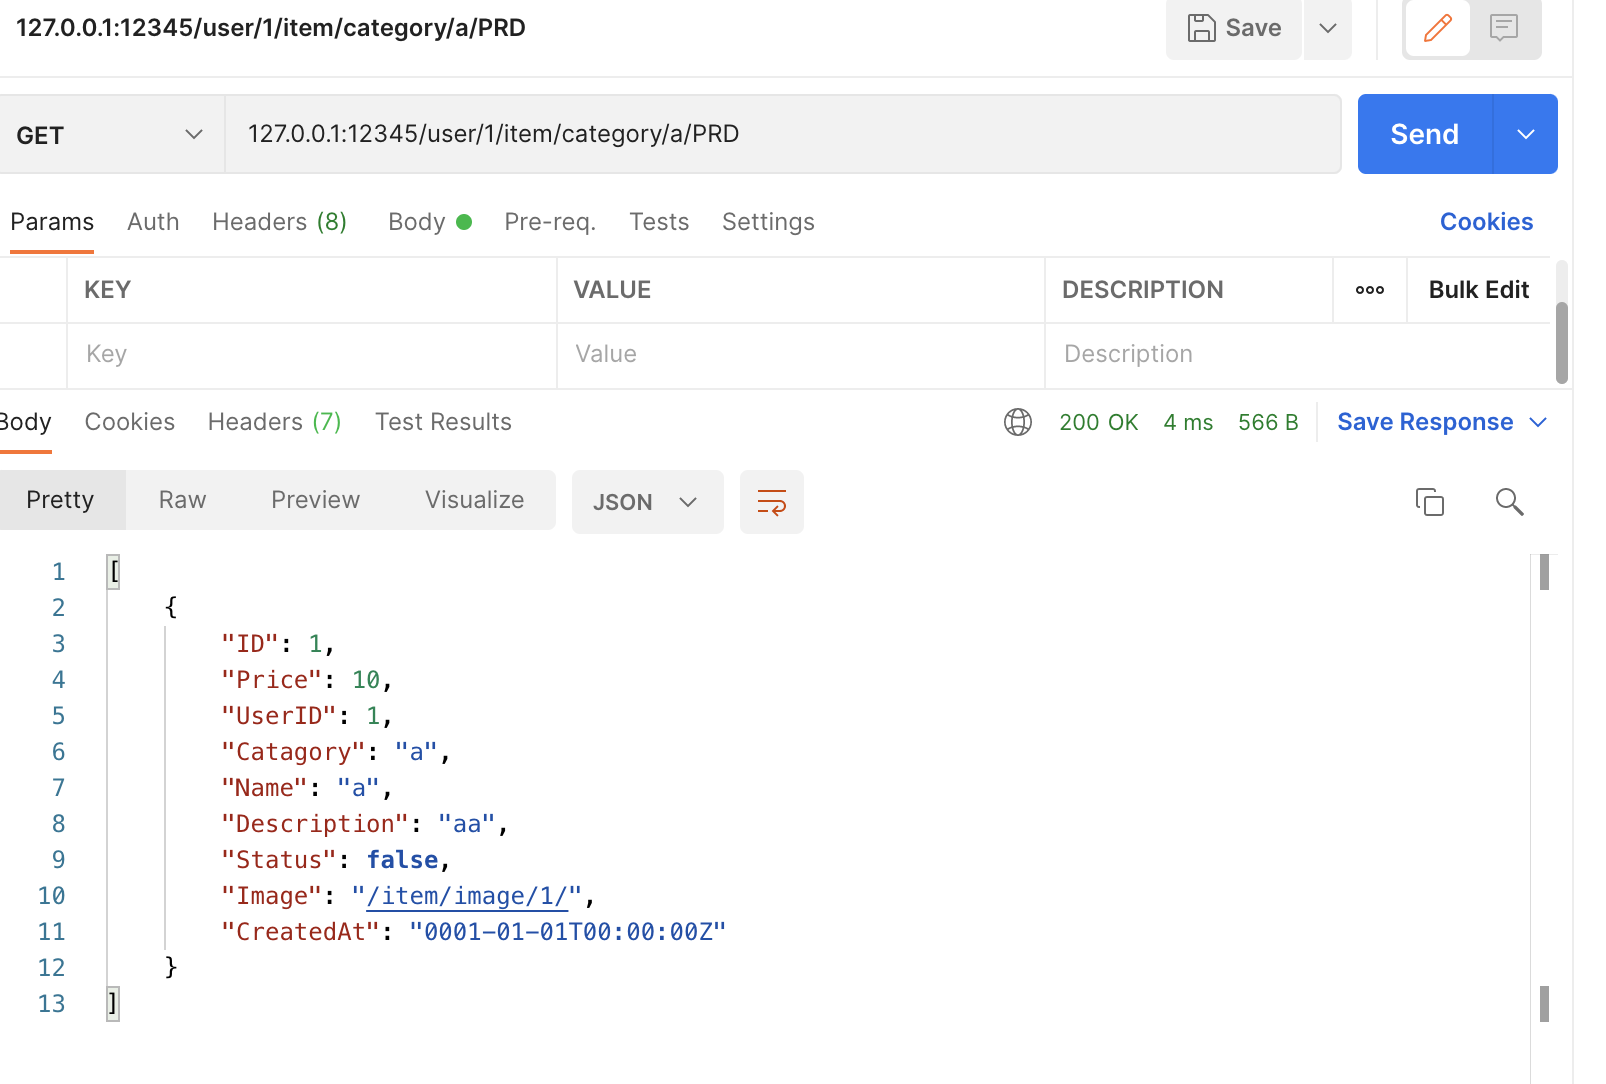 127.0.0.1:12345/user/1/item/category/a/PRD Save
GET 127.0.0.1:12345/user/1/item/category/a/PRD Send
Params Auth Headers (8) Body Pre-req. Tests Settings Cookies
KEY VALUE DESCRIPTION ooo Bulk Edit
Key Value Description
Body Cookies Headers (7) Test Results 200 OK 4 ms 566 B Save Response
Pretty Raw Preview Visualize JSON
1 [
2 {
3 "ID": 1,
4 "Price": 10,
5 "UserID": 1,
6 "Catagory": "a",
7 "Name": "a",
8 "Description": "aa",
9 "Status": false,
10 "Image": "/item/image/1/",
11 "CreatedAt": "0001-01-01T00:00:00Z"
12 }
13 ]